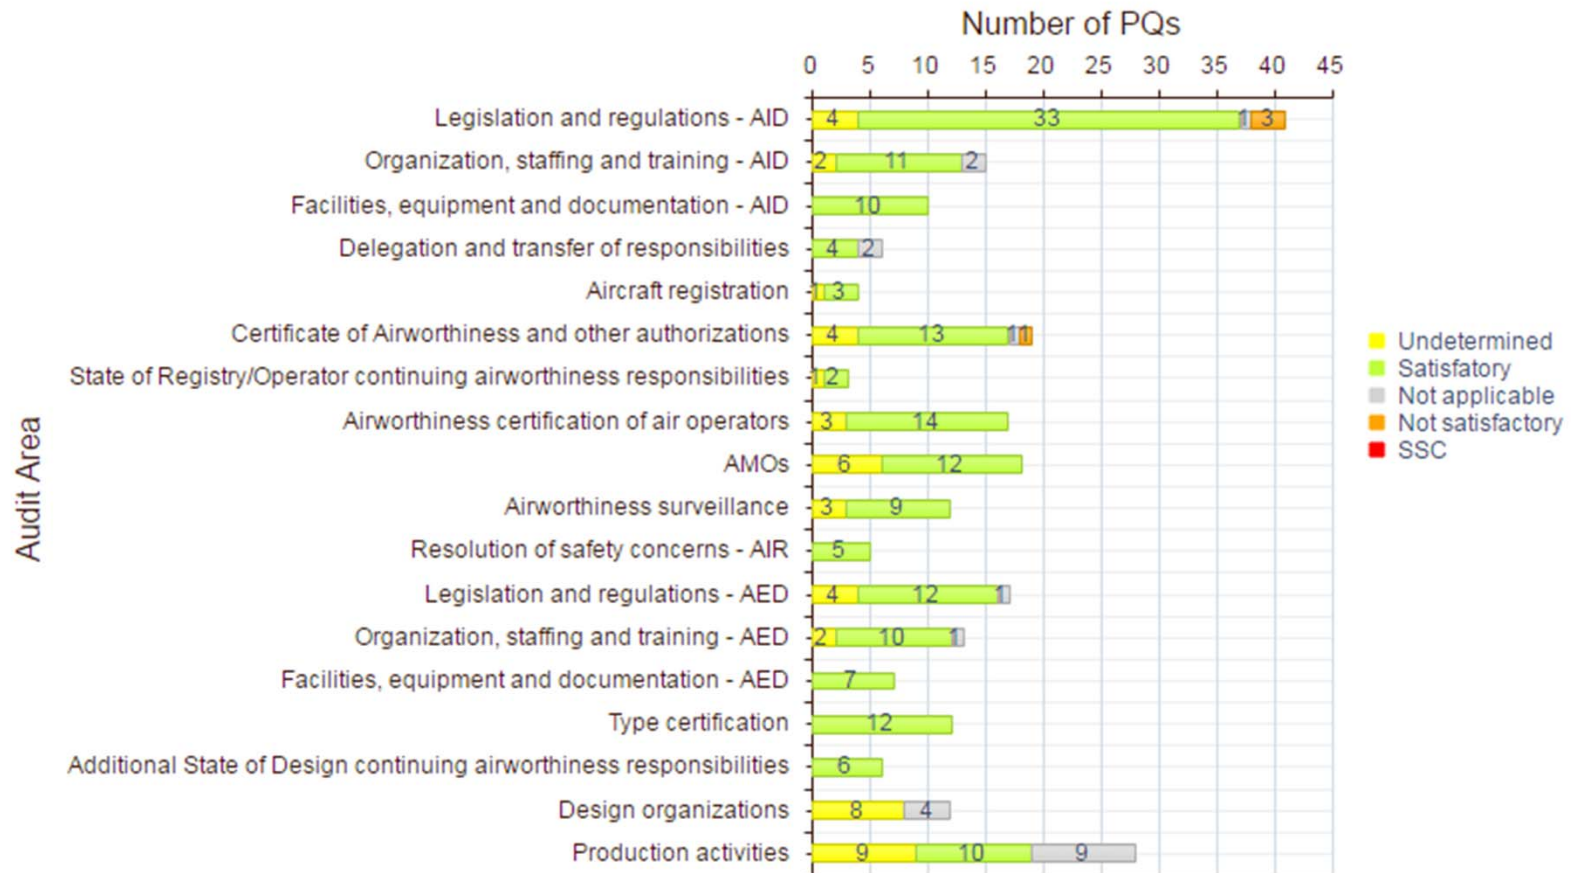 Number of PQs
0 5 10 15 20 25 30 35 40 45
Legislation and regulations - AID 4 33 1 3
Organization, staffing and training - AID 2 11 2
Facilities, equipment and documentation - AID 10
Delegation and transfer of responsibilities 4 2
Aircraft registration 1 3
Certificate of Airworthiness and other authorizations 4 13 1 1
State of Registry/Operator continuing airworthiness responsibilities 1 2
Airworthiness certification of air operators 3 14
AMOs 6 12
Airworthiness surveillance 3 9
Resolution of safety concerns - AIR 5
Legislation and regulations - AED 4 12 1
Organization, staffing and training - AED 2 10 1
Facilities, equipment and documentation - AED 7
Type certification 12
Additional State of Design continuing airworthiness responsibilities 6
Design organizations 8 4
Production activities 9 10 9
Audit Area
Undetermined
Satisfatory
Not applicable
Not satisfactory
SSC